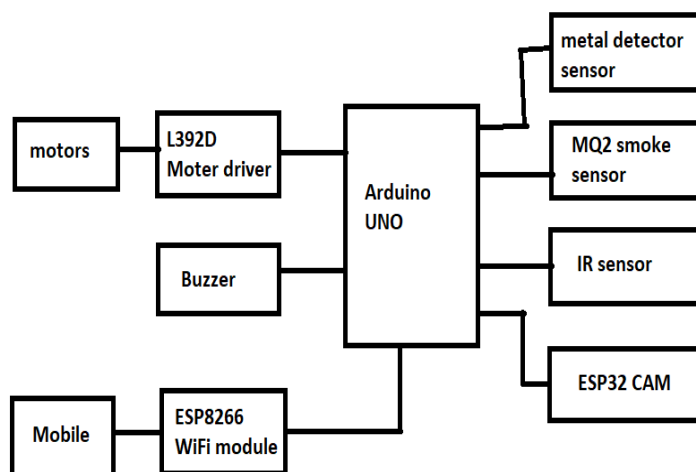 metal detector
sensor
L392D
Moter driver
motors
MQ2 smoke
sensor
Arduino
UNO
IR sensor
Buzzer
ESP32 CAM
ESP8266
WiFi module
Mobile